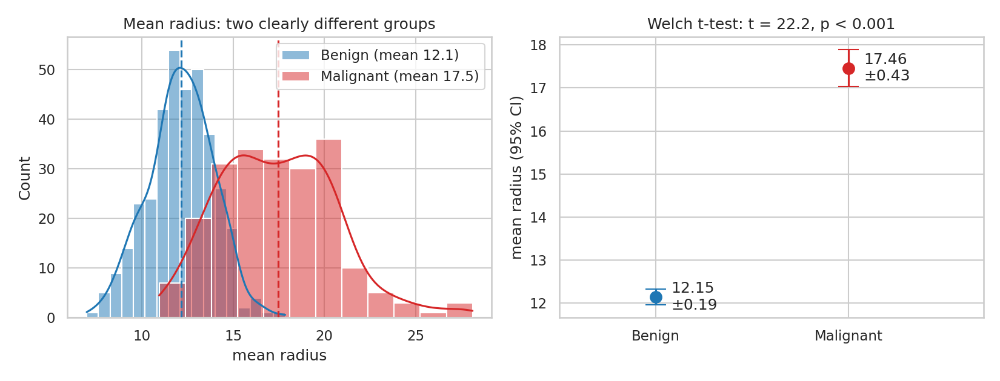 Mean radius: two clearly different groups
Benign (mean 12.1)
Malignant (mean 17.5)
Count
50
40
30
20
10
0
10
15
20
25
mean radius
Welch t-test: t = 22.2, p < 0.001
mean radius (95% CI)
18
17
16
15
14
13
12
17.46
±0.43
12.15
±0.19
Benign
Malignant